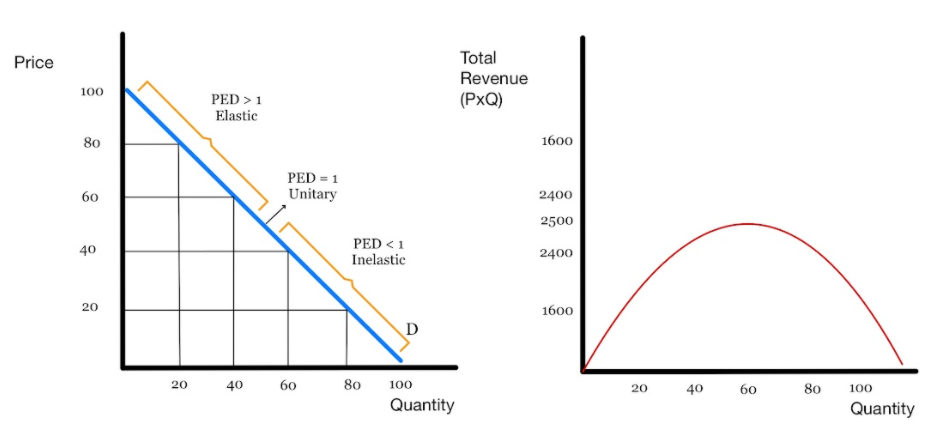 Price
100
80
60
40
20
PED > 1
Elastic
PED = 1
Unitary
PED < 1
Inelastic
D
20 40 60 80 100
Quantity
Total
Revenue
(PxQ)
1600
2400
2500
2400
1600
20 40 60 80 100
Quantity